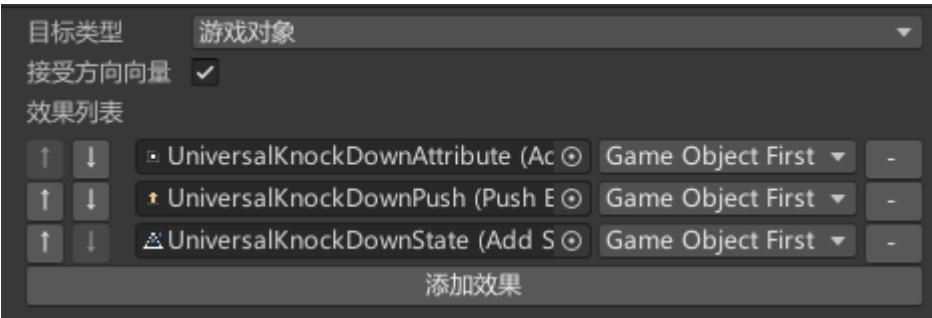 目标类型 游戏对象
接受方向向量
效果列表
↑ ↓ UniversalKnockDownAttribute (Ac Game Object First -
↑ ↓ UniversalKnockDownPush (Push E Game Object First -
↑ ↓ UniversalKnockDownState (Add S Game Object First -
添加效果